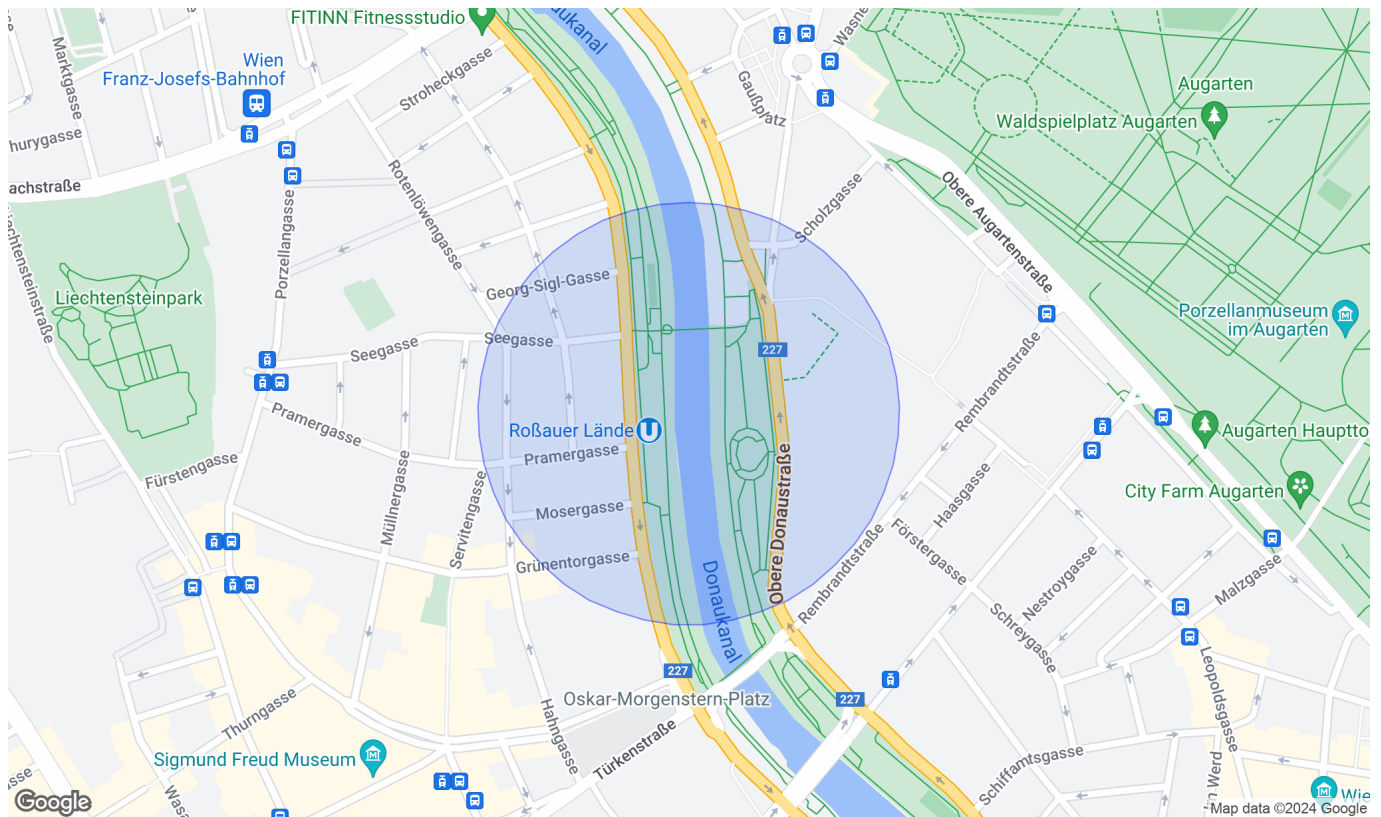 FITINN Fitnessstudio
Donaukanal
Wien
Franz-Josefs-Bahnhof
Marktgasse
Stroheckgasse
Gaußplatz
Augarten
Waldspielplatz Augarten
achstraße
Rotenlöwengasse
Porzellangasse
Scholzgasse
Obere Augartenstraße
Liechtensteinpark
Georg-Sigl-Gasse
Porzellanmuseum
im Augarten
Seegasse
Seegasse
227
Rembrandtstraße
Pramergasse
Roßauer Lände
U
Pramergasse
Augarten Hauptto
Fürstengasse
Müllnergasse
Servitengasse
Mosergasse
Obere Donaustraße
Haasgasse
City Farm Augarten
Grünentorgasse
Donaukanal
Rembrandtstraße
Förstergasse
Nestroygasse
Malzgasse
Schreygasse
227
227
Oskar-Morgenstern-Platz
Leopoldsgasse
Thurngasse
Hahngasse
Türkenstraße
Sigmund Freud Museum
Schiffamtsgasse
Google
Wie
Map data ©2024 Google